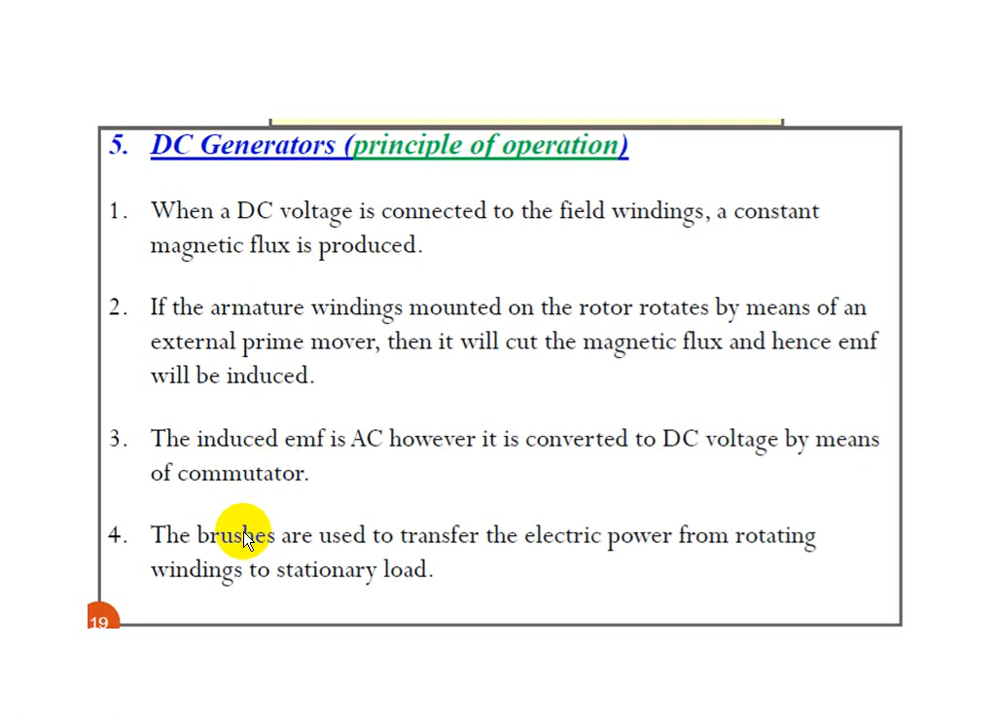 5. DC Generators (principle of operation)
1. When a DC voltage is connected to the field windings, a constant
magnetic flux is produced.
2. If the armature windings mounted on the rotor rotates by means of an
external prime mover, then it will cut the magnetic flux and hence emf
will be induced.
3. The induced emf is AC however it is converted to DC voltage by means
of commutator.
4. The brushes are used to transfer the electric power from rotating
windings to stationary load.
19